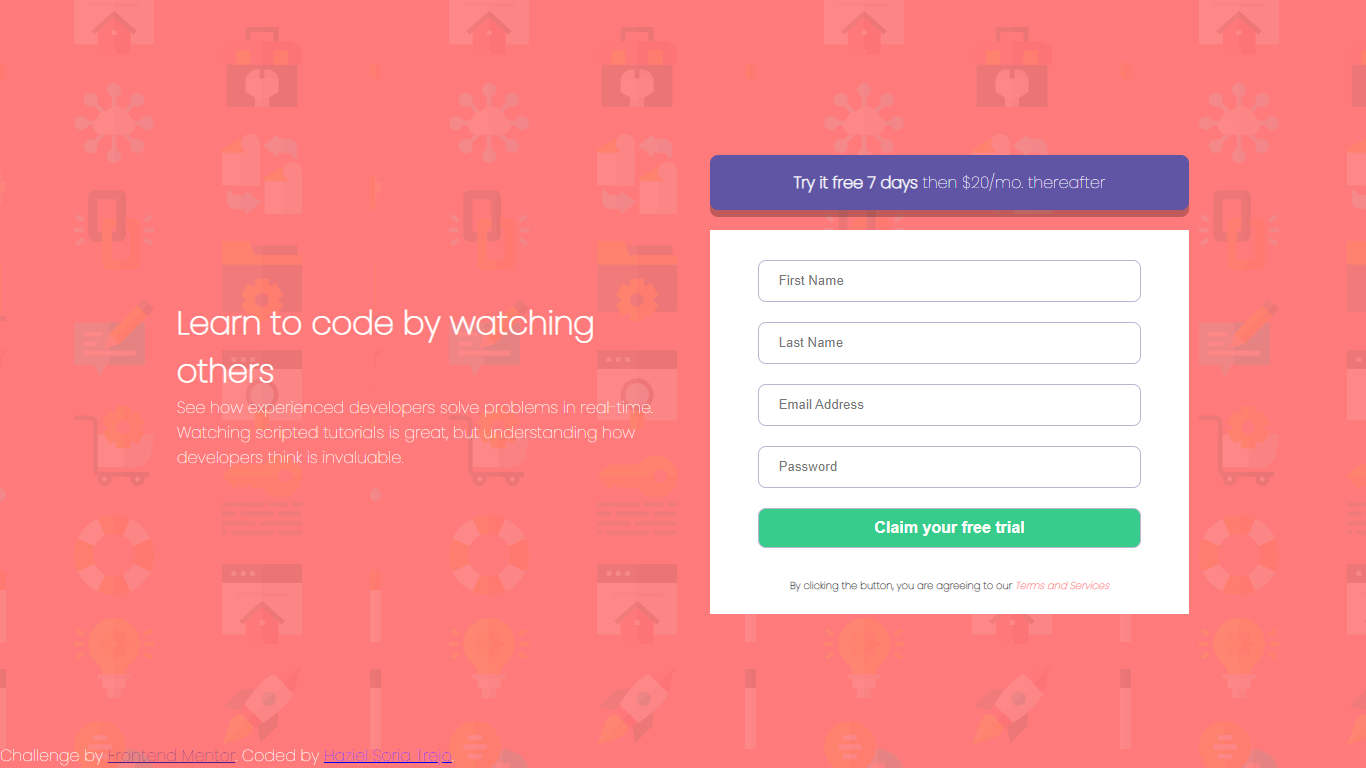 Learn to code by watching
others
See how experienced developers solve problems in real-time.
Watching scripted tutorials is great, but understanding how
developers think is invaluable.
Try it free 7 days then $20/mo. thereafter
First Name
Last Name
Email Address
Password
Claim your free trial
By clicking the button, you are agreeing to our Terms and Services
Challenge by Frontend Mentor. Coded by Haziel Soria Trejo.